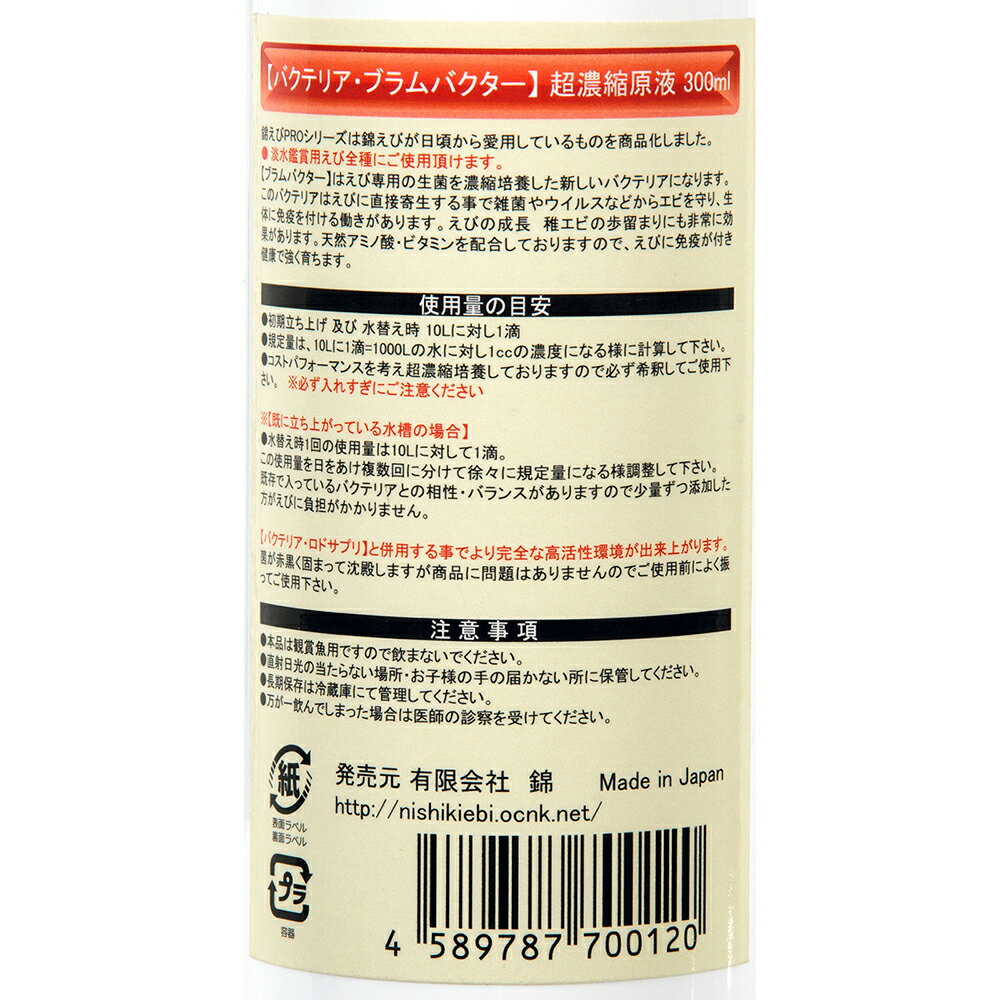 【バクテリア・ブラムバクター】 超濃縮原液 300ml
錦えびPROシリーズは錦えびが日頃から愛用しているものを商品化しました。
●淡水鑑賞用えび全種にご使用頂けます。
【ブラムバクター】はえび専用の生菌を濃縮培養した新しいバクテリアになります。
このバクテリアはえびに直接寄生する事で雑菌やウイルスなどからエビを守り、生
体に免疫を付ける働きがあります。えびの成長 稚エビの歩留まりにも非常に効
果があります。天然アミノ酸・ビタミンを配合しておりますので、えびに免疫が付き
健康で強く育ちます。
使用量の目安
●初期立ち上げ 及び 水替え時 10Lに対し1滴
●規定量は、10Lに1滴=1000Lの水に対し1ccの濃度になる様に計算して下さい。
●コストパフォーマンスを考え超濃縮培養しておりますので必ず希釈してご使用下
さい。 ※必ず入れすぎにご注意ください
※【既に立ち上がっている水槽の場合】
●水替え時1回の使用量は10Lに対して1滴。
この使用量を日をあけ複数回に分けて徐々に規定量になる様調整して下さい。
既存で入っているバクテリアとの相性・バランスがありますので少量ずつ添加した
方がえびに負担がかかりません。
【バクテリア・ロドサプリ】と併用する事でより完全な高活性環境が出来上がります。
菌が赤黒く固まって沈殿しますが商品に問題はありませんのでご使用前によく振
ってご使用下さい。
注意事項
●本品は観賞魚用ですので飲まないでください。
●直射日光の当たらない場所・お子様の手の届かない所に保管してください。
●長期保存は冷蔵庫にて管理してください。
●万が一飲んでしまった場合は医師の診察を受けてください。
紙
表面ラベル
裏面ラベル
発売元 有限会社 錦 Made in Japan
http://nishikiebi.ocnk.net/
プラ
容器
4 589787 700120